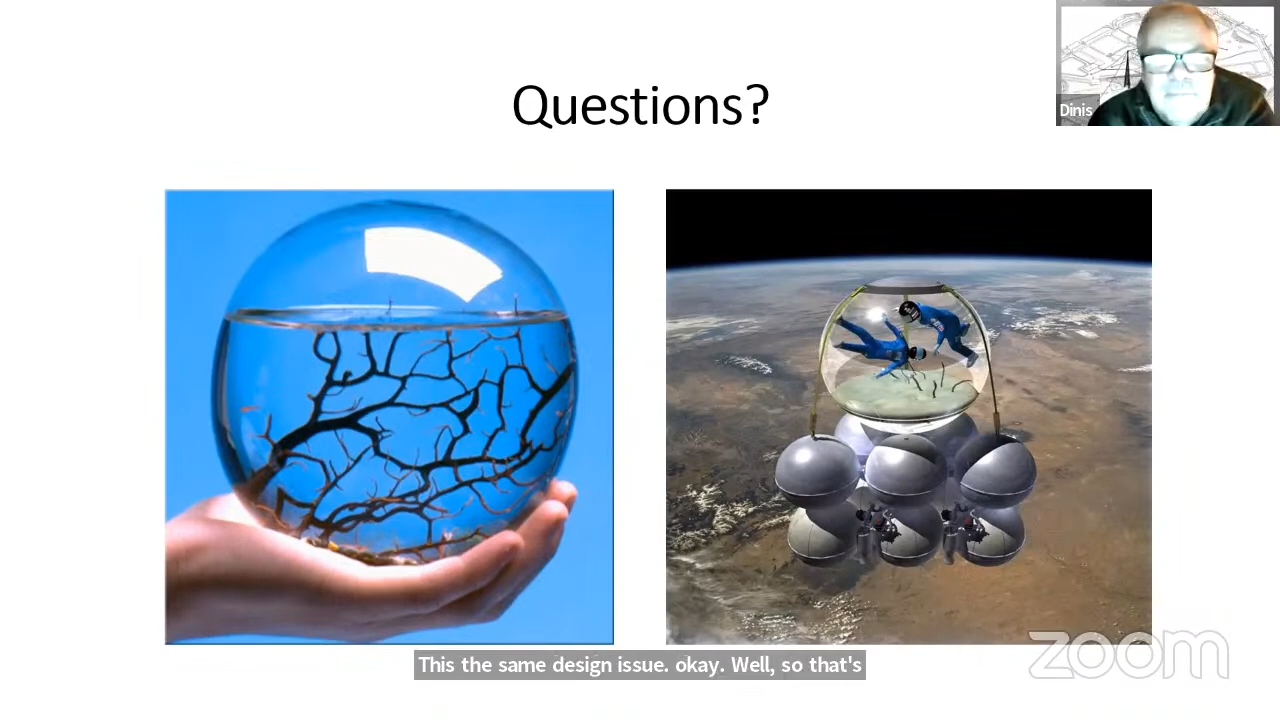 Questions?
Dinis
This the same design issue. okay. Well, so that's
zoom